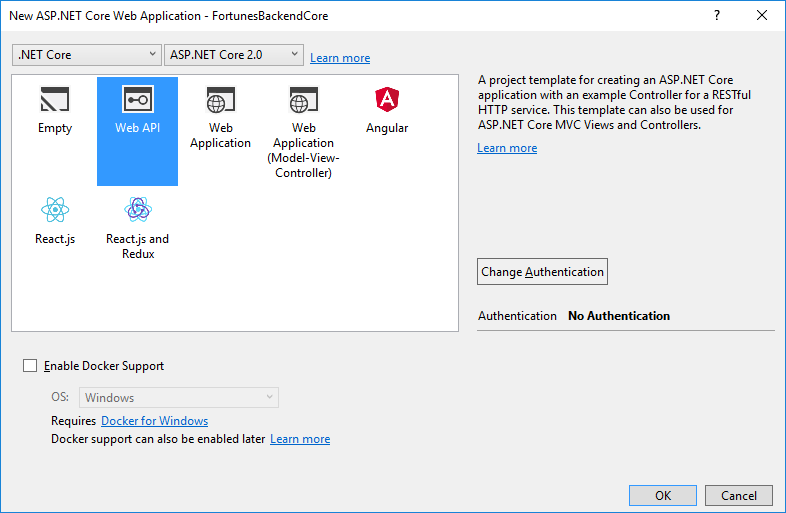 New ASP.NET Core Web Application - FortunesBackendCore
.NET Core
ASP.NET Core 2.0
Learn more
Empty
Web API
Web
Application
Web
Application
(Model-View-
Controller)
Angular
React.js
React.js and
Redux
A project template for creating an ASP.NET Core
application with an example Controller for a RESTful
HTTP service. This template can also be used for
ASP.NET Core MVC Views and Controllers.
Learn more
Change Authentication
Authentication No Authentication
Enable Docker Support
OS: Windows
Requires Docker for Windows
Docker support can also be enabled later Learn more
OK
Cancel